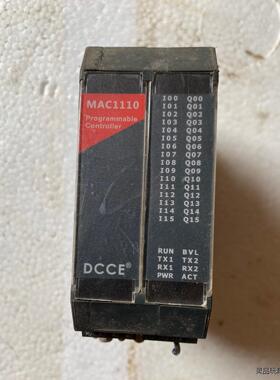 MAC1110
Programmable
Controller
DCCE®
I00 Q00
I01 Q01
I02 Q02
I03 Q03
I04 Q04
I05 Q05
I06 Q06
I07 Q07
I08 Q08
I09 Q09
I10 Q10
I11 Q11
I12 Q12
I13 Q13
I14 Q14
I15 Q15
RUN BVL
TX1 TX2
RX1 RX2
PWR ACT